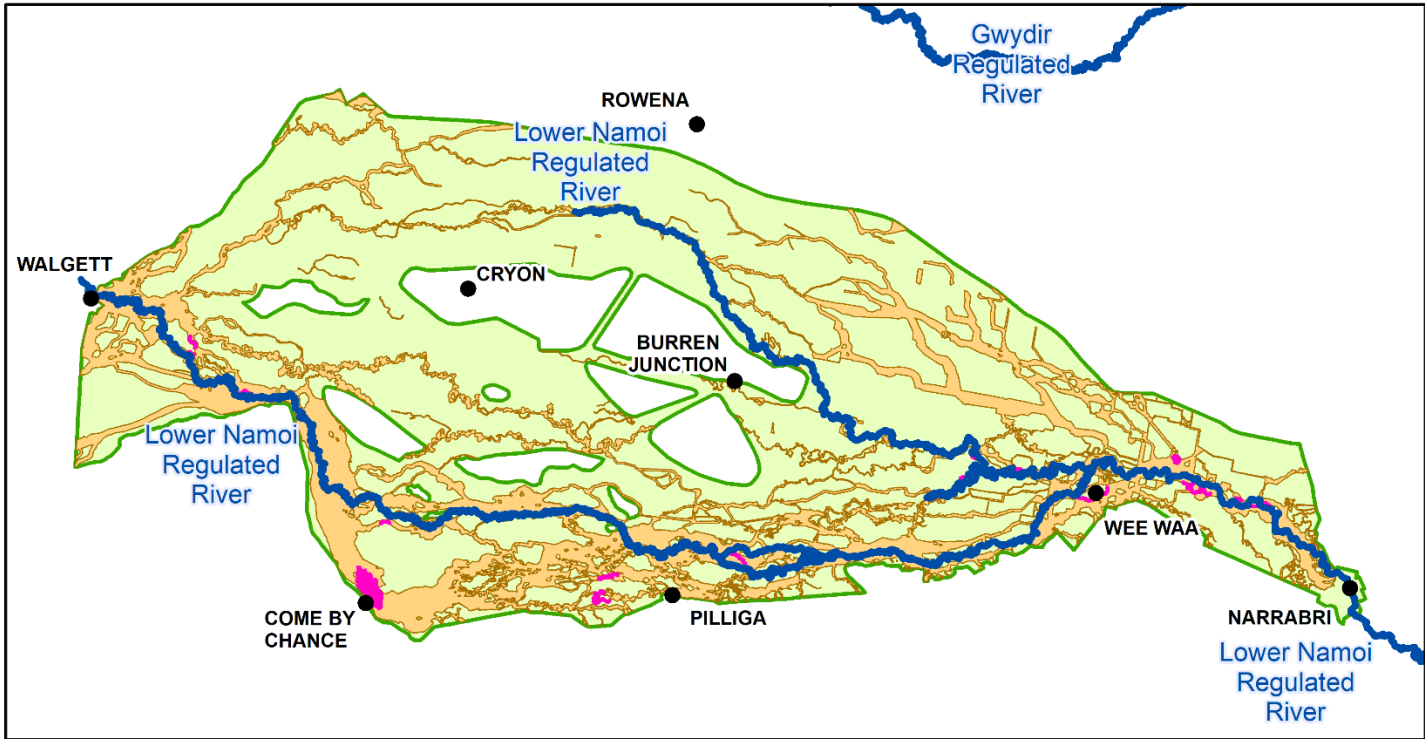 Gwydir
Regulated
River
ROWENA
Lower Namoi
Regulated
River
WALGETT
CRYON
BURREN
JUNCTION
Lower Namoi
Regulated
River
WEE WAA
COME BY
CHANCE
PILLIGA
NARRABRI
Lower Namoi
Regulated
River